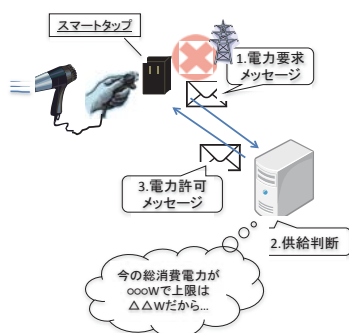 スマートタップ
1.電力要求
メッセージ
3.電力許可
メッセージ
2.供給判断
今の総消費電力が
○○○Wで上限は
△△Wだから…